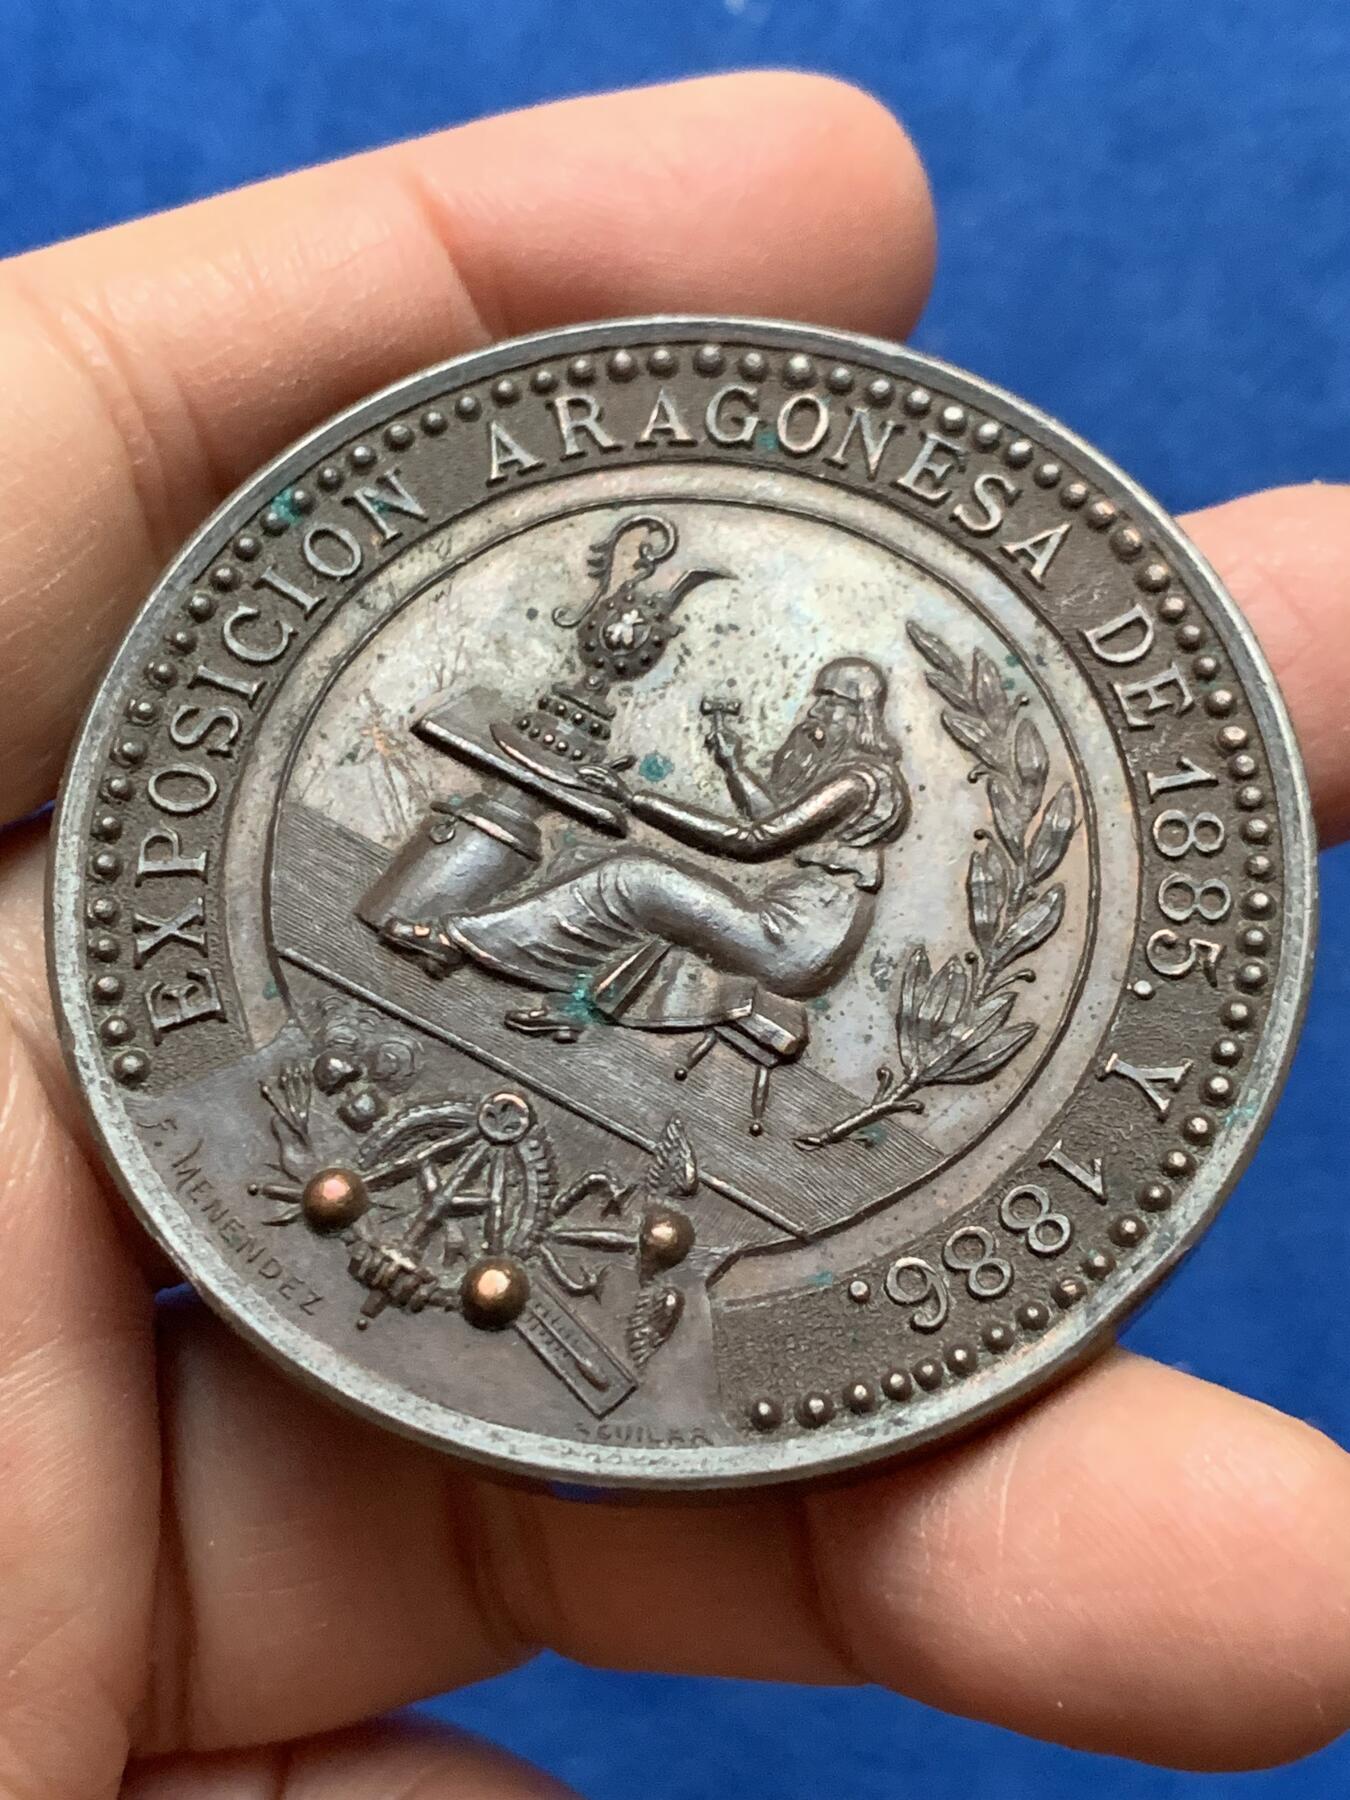 EXPOSICION ARAGONESA DE 1885. Y 1886.
F. MENENDEZ